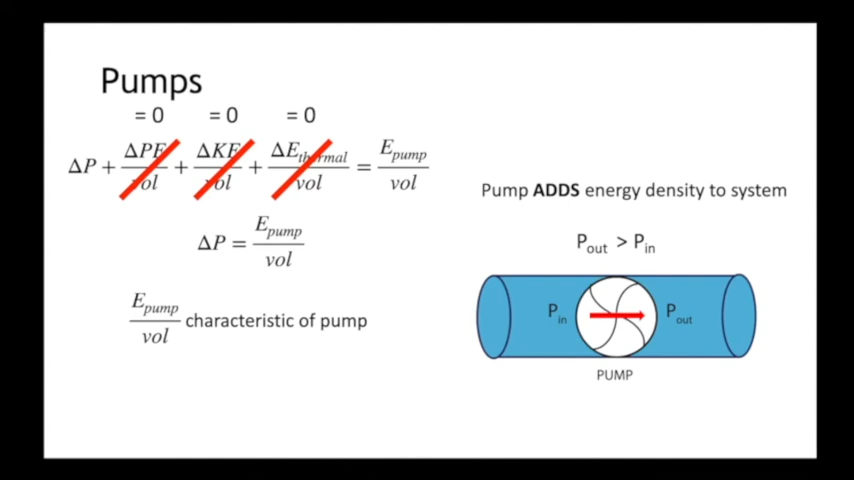 Pumps
= 0 = 0 = 0
ΔP + ΔPE/vol + ΔKE/vol + ΔE_thermal/vol = E_pump/vol
ΔP = E_pump/vol
E_pump/vol characteristic of pump
Pump ADDS energy density to system
P_out > P_in
P_in P_out
PUMP